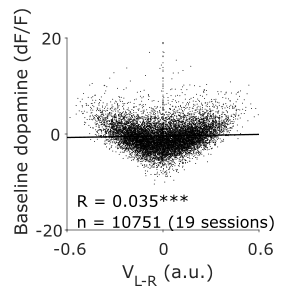 Baseline dopamine (dF/F)
20
0
-20
R = 0.035***
n = 10751 (19 sessions)
-0.6 0 0.6
V_L-R (a.u.)